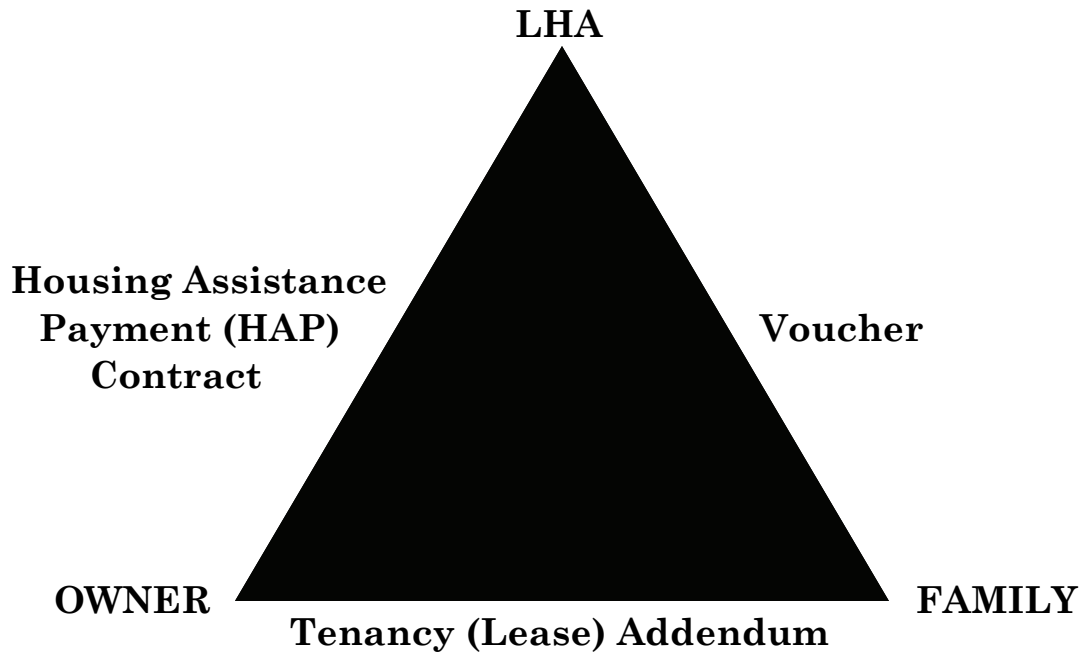 LHA
Housing Assistance
Payment (HAP)
Contract
Voucher
OWNER
FAMILY
Tenancy (Lease) Addendum